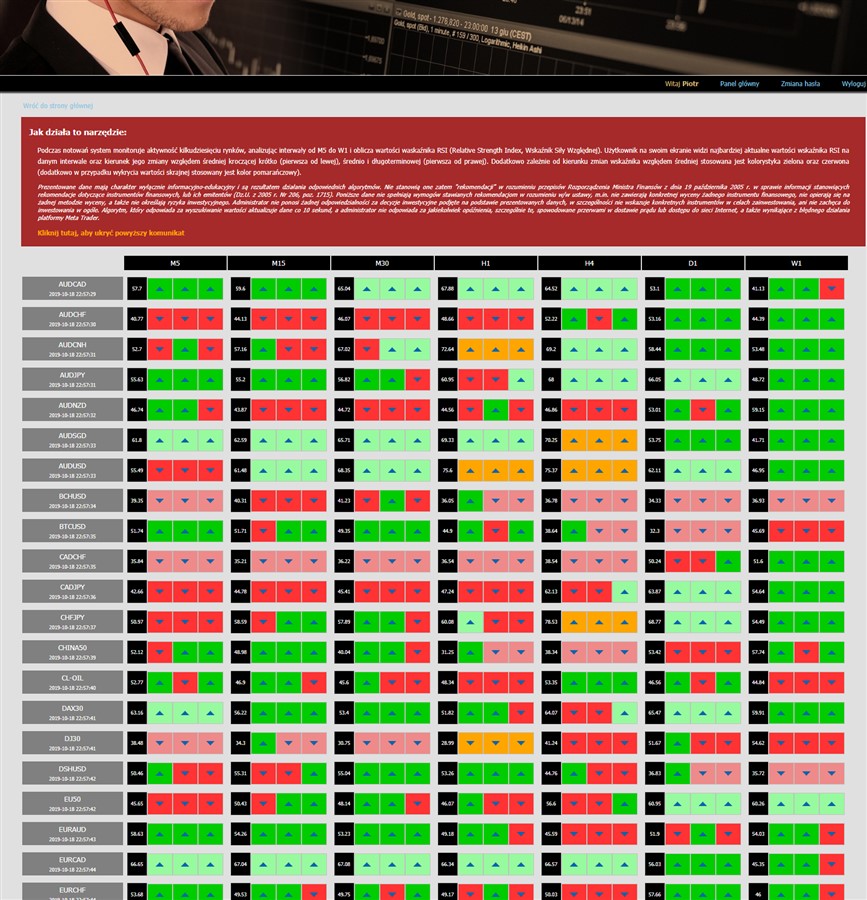 Gold, spot - 1 276,820 - 23:00:00 13 giu (CEST)
Gold, spot (bid), 1 minute, # 159 / 300, Logarithmic, Heikin Ashi
23:51
06/13/14
Witaj Piotr Panel główny Zmiana hasła Wyloguj
Wróć do strony głównej
Jak działa to narzędzie:
Podczas notowań system monitoruje aktywność kilkudziesięciu rynków, analizując interwały od M5 do W1 i oblicza wartości waskaźnika RSI (Relative Strength Index, Wskaźnik Siły Względnej). Użytkownik na swoim ekranie widzi najbardziej aktualne wartości wskaźnika RSI na
danym interwale oraz kierunek jego zmiany względem średniej kroczącej krótko (pierwsza od lewej), średnio i długoterminowej (pierwsza od prawej). Dodatkowo zależnie od kierunku zmian wskaźnika względem średniej stosowana jest kolorystyka zielona oraz czerwona
(dodatkowo w przypadku wykrycia wartości skrajnej stosowany jest kolor pomarańczowy).
Prezentowane dane mają charakter wyłącznie informacyjno-edukacyjny i są rezultatem działania odpowiednich algorytmów. Nie stanowią one zatem "rekomendacji" w rozumieniu przepisów Rozporządzenia Ministra Finansów z dnia 19 października 2005 r. w sprawie informacji stanowiących
rekomendacje dotyczące instrumentów finansowych, lub ich emitentów (Dz.U. z 2005 r. Nr 206, poz. 1715). Poniższe dane nie spełniają wymogów stawianych rekomendacjom w rozumieniu w/w ustawy, m.in. nie zawierają konkretnej wyceny żadnego instrumentu finansowego, nie opierają się na
żadnej metodzie wyceny, a także nie określają ryzyka inwestycyjnego. Administrator nie ponosi żadnej odpowiedzialności za decyzje inwestycyjne podjęte na podstawie prezentowanych danych, w szczególności nie wskazuje konkretnych instrumentów w celach zainwestowania, ani nie zachęca do
inwestowania w ogóle. Algorytm, który odpowiada za wyszukiwanie wartości aktualizuje dane co 10 sekund, a administrator nie odpowiada za jakiekolwiek opóźnienia, szczególnie te, spowodowane przerwami w dostawie prądu lub dostępu do sieci Internet, a także wynikające z błędnego działania
platformy Meta Trader.
Kliknij tutaj, aby ukryć powyższy komunikat
M5 M15 M30 H1 H4 D1 W1
AUDCAD 57.7 59.6 65.04 67.88 64.52 53.1 41.13
2019-10-18 22:57:29
AUDCHF 40.77 44.13 46.07 48.66 52.22 53.16 44.39
2019-10-18 22:57:30
AUDCNH 52.7 57.16 67.02 72.64 69.2 58.44 53.48
2019-10-18 22:57:31
AUDJPY 55.63 55.2 56.82 60.95 68 66.05 48.72
2019-10-18 22:57:31
AUDNZD 46.74 43.87 44.72 44.56 46.86 53.01 59.15
2019-10-18 22:57:32
AUDSGD 61.8 62.59 65.71 69.33 70.25 53.75 41.71
2019-10-18 22:57:33
AUDUSD 55.49 61.48 68.35 75.6 75.37 62.11 46.95
2019-10-18 22:57:33
BCHUSD 39.35 40.31 41.23 36.05 36.78 34.33 36.93
2019-10-18 22:57:34
BTCUSD 51.74 51.71 49.35 44.9 38.64 32.3 45.69
2019-10-18 22:57:35
CADCHF 35.84 35.21 36.22 36.54 38.54 50.24 51.6
2019-10-18 22:57:35
CADJPY 42.66 44.78 45.41 47.24 62.13 63.87 54.64
2019-10-18 22:57:36
CHFJPY 50.97 58.59 57.89 60.08 78.53 68.77 54.49
2019-10-18 22:57:37
CHINA50 52.12 48.98 40.04 31.25 38.34 53.42 57.74
2019-10-18 22:57:39
CL-OIL 52.77 46.9 45.6 48.34 53.35 46.56 44.84
2019-10-18 22:57:40
DAX30 63.16 56.22 53.4 51.82 64.07 65.47 59.91
2019-10-18 22:57:41
DJ30 38.48 34.3 30.75 28.99 41.24 51.67 54.62
2019-10-18 22:57:41
DSHUSD 50.46 55.31 55.04 53.26 44.76 36.83 35.72
2019-10-18 22:57:42
EU50 45.65 50.43 48.14 46.07 56.6 60.95 60.26
2019-10-18 22:57:42
EURAUD 58.63 54.26 53.23 49.18 45.59 51.9 54.03
2019-10-18 22:57:43
EURCAD 66.65 67.04 67.08 66.34 66.57 56.03 45.35
2019-10-18 22:57:44
EURCHF 53.68 49.53 49.75 49.17 50.03 57.66 46